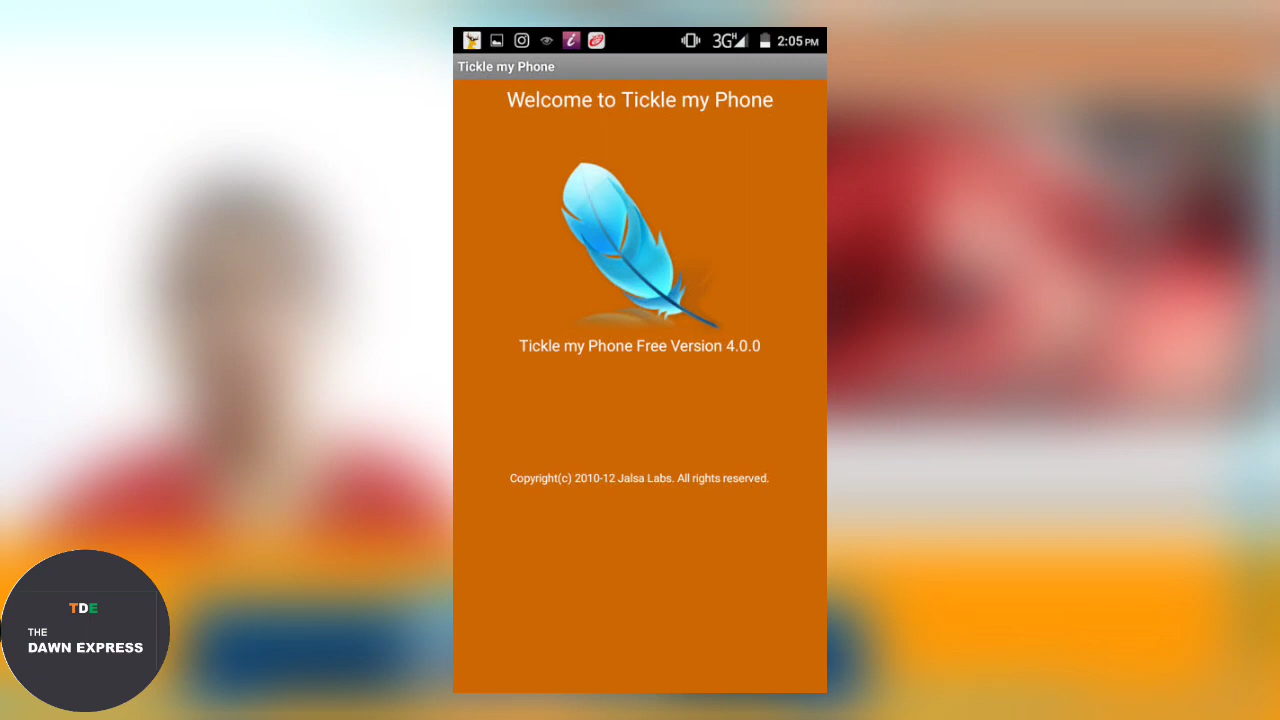 3G H 2:05 PM
Tickle my Phone
Welcome to Tickle my Phone
Tickle my Phone Free Version 4.0.0
Copyright(c) 2010-12 Jalsa Labs. All rights reserved.
TDE
THE
DAWN EXPRESS